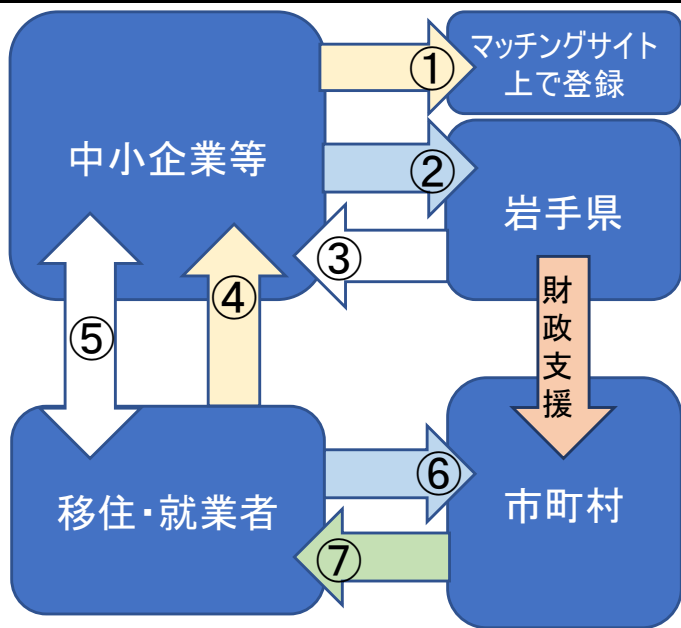 中小企業等
①
マッチングサイト
上で登録
②
岩手県
③
④
⑤
財政支援
移住・就業者
⑥
市町村
⑦